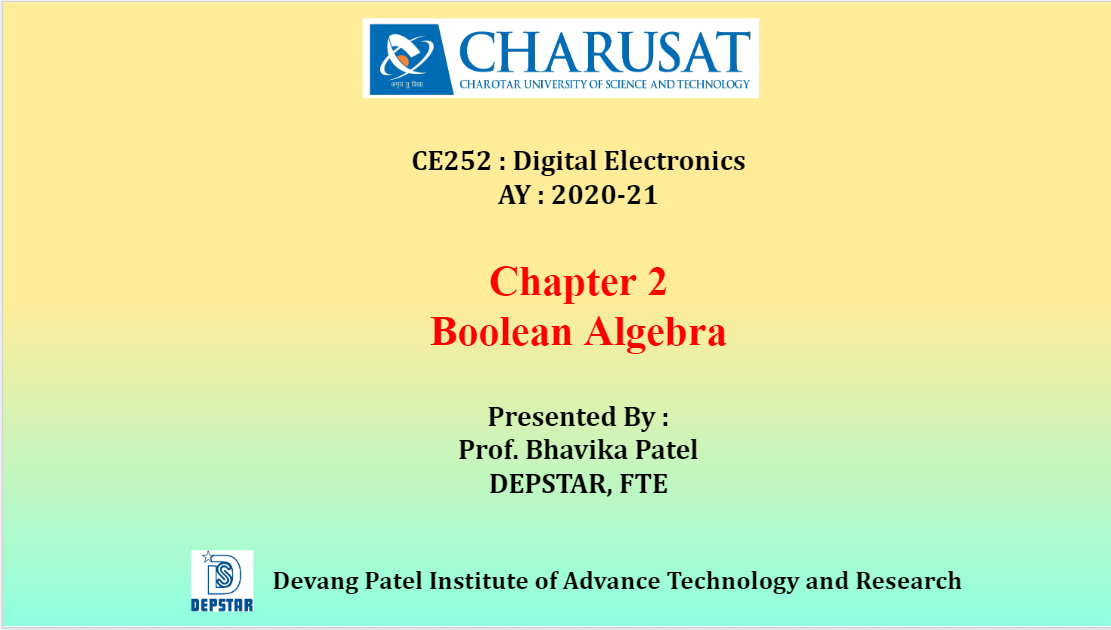 CHARUSAT
अमृत तु विद्या
CHAROTAR UNIVERSITY OF SCIENCE AND TECHNOLOGY
CE252 : Digital Electronics
AY : 2020-21
Chapter 2
Boolean Algebra
Presented By :
Prof. Bhavika Patel
DEPSTAR, FTE
DEPSTAR
Devang Patel Institute of Advance Technology and Research